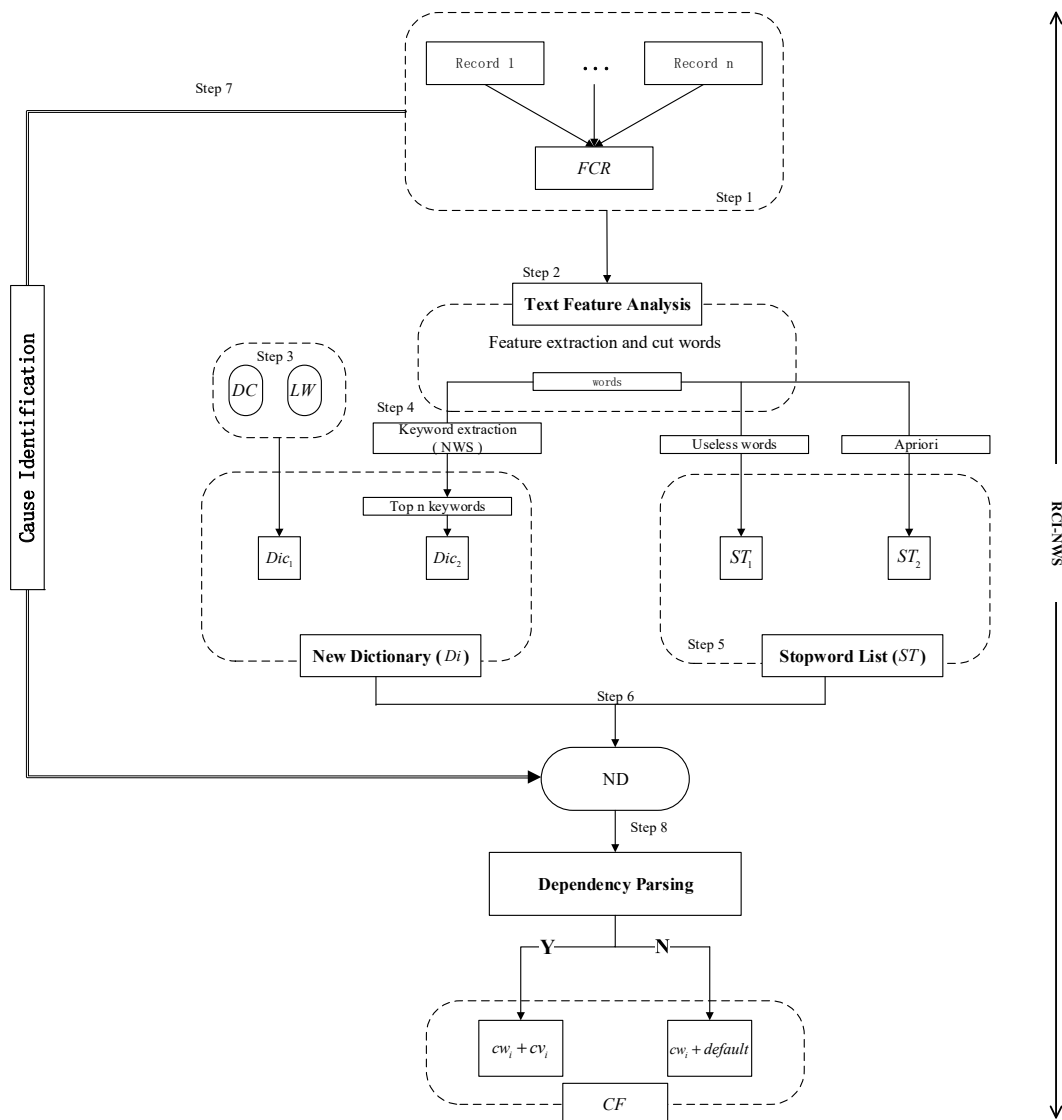 Record 1
...
Record n
Step 7
FCR
Step 1
Step 2
Text Feature Analysis
Feature extraction and cut words
Step 3
DC
LW
words
Step 4
Keyword extraction
( NWS )
Useless words
Apriori
Cause Identification
Top n keywords
RCI-NWS
Dic1
Dic2
ST1
ST2
New Dictionary ( Di )
Step 5
Stopword List (ST )
Step 6
ND
Step 8
Dependency Parsing
Y
N
cwi + cvi
cwi + default
CF